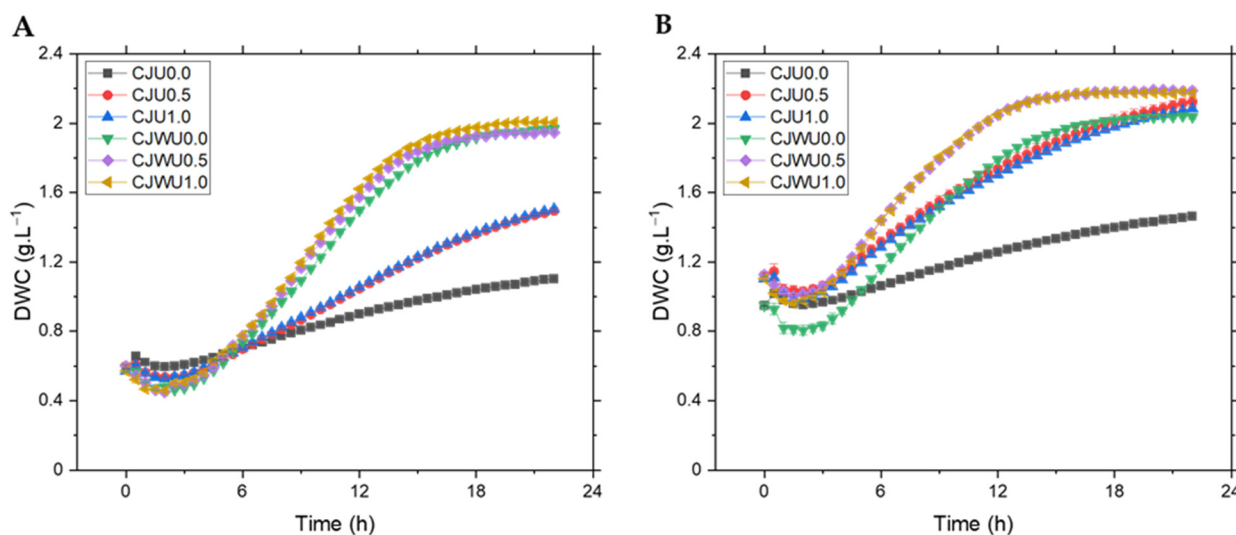 A
DWC (g.L⁻¹)
2.4
2.0
1.6
1.2
0.8
0.4
0
CJU0.0
CJU0.5
CJU1.0
CJWU0.0
CJWU0.5
CJWU1.0
0 6 12 18 24
Time (h)
B
DWC (g.L⁻¹)
2.4
2
1.6
1.2
0.8
0.4
0
CJU0.0
CJU0.5
CJU1.0
CJWU0.0
CJWU0.5
CJWU1.0
0 6 12 18 24
Time (h)